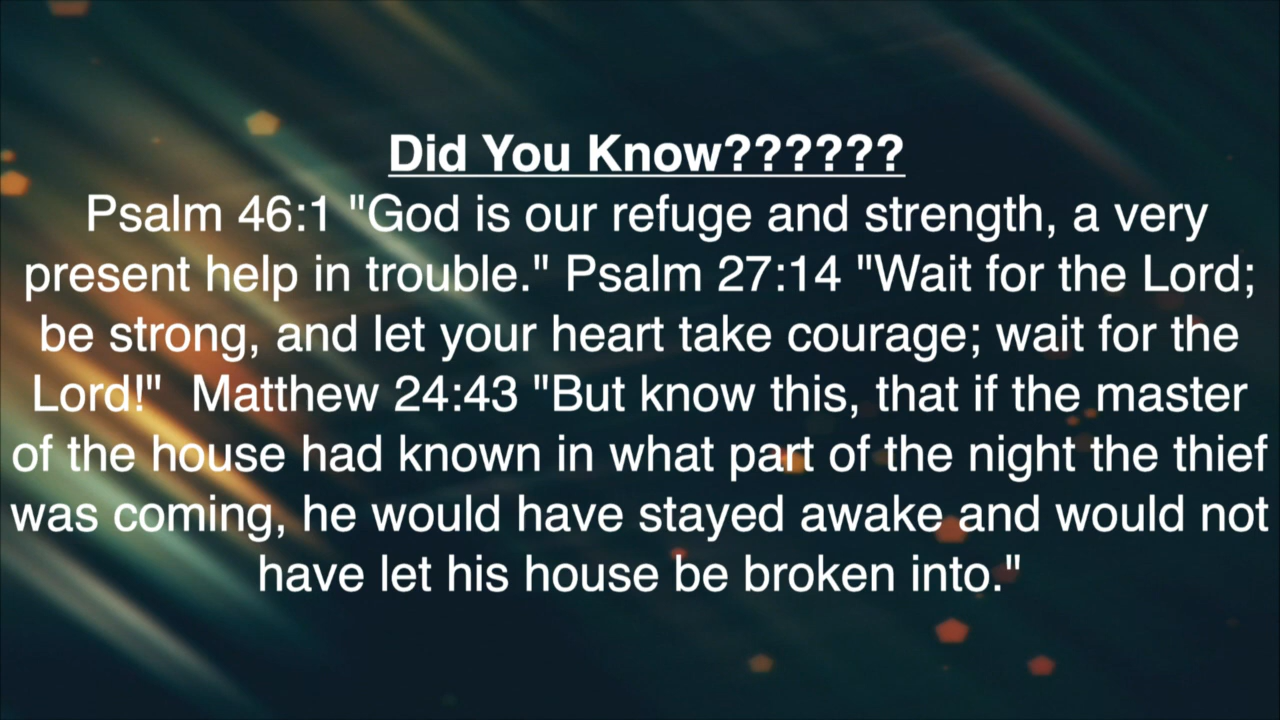 Did You Know??????
Psalm 46:1 "God is our refuge and strength, a very
present help in trouble." Psalm 27:14 "Wait for the Lord;
be strong, and let your heart take courage; wait for the
Lord!"  Matthew 24:43 "But know this, that if the master
of the house had known in what part of the night the thief
was coming, he would have stayed awake and would not
have let his house be broken into."